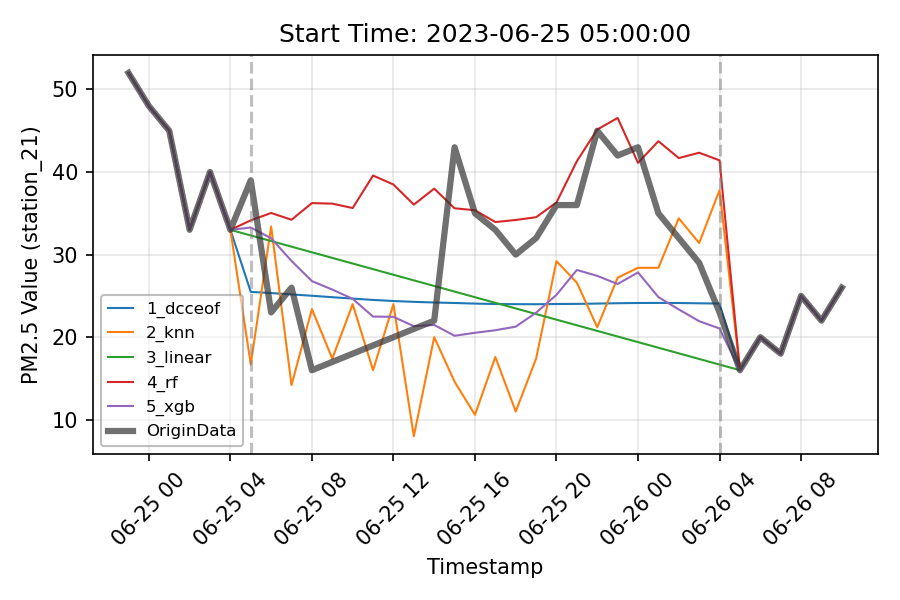 Start Time: 2023-06-25 05:00:00
PM2.5 Value (station_21)
50
40
30
20
10
1_dcceof
2_knn
3_linear
4_rf
5_xgb
OriginData
06-25 00
06-25 04
06-25 08
06-25 12
06-25 16
06-25 20
06-26 00
06-26 04
06-26 08
Timestamp